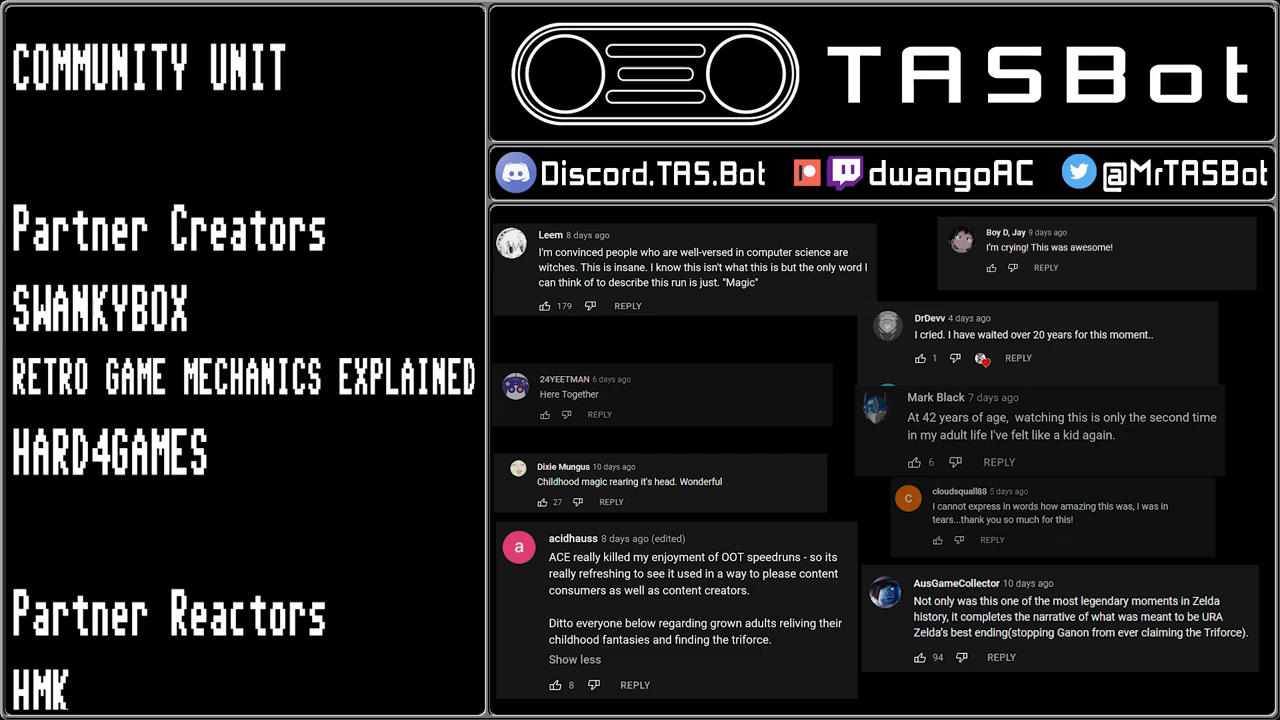 COMMUNITY UNIT
Partner Creators
SWANKYBOX
RETRO GAME MECHANICS EXPLAINED
HARD4GAMES
Partner Reactors
HMK
TASBot
Discord.TAS.Bot dwangoAC @MrTASBot
Leem 8 days ago
I'm convinced people who are well-versed in computer science are
witches. This is insane. I know this isn't what this is but the only word I
can think of to describe this run is just. "Magic"
179 REPLY
24YEETMAN 6 days ago
Here Together
REPLY
Dixie Mungus 10 days ago
Childhood magic rearing it's head. Wonderful
27 REPLY
a
acidhauss 8 days ago (edited)
ACE really killed my enjoyment of OOT speedruns - so its
really refreshing to see it used in a way to please content
consumers as well as content creators.
Ditto everyone below regarding grown adults reliving their
childhood fantasies and finding the triforce.
Show less
8 REPLY
Boy D, Jay 9 days ago
I'm crying! This was awesome!
REPLY
DrDevv 4 days ago
I cried. I have waited over 20 years for this moment..
1 REPLY
Mark Black 7 days ago
At 42 years of age, watching this is only the second time
in my adult life I've felt like a kid again.
6 REPLY
C
cloudsquall88 5 days ago
I cannot express in words how amazing this was, I was in
tears...thank you so much for this!
REPLY
AusGameCollector 10 days ago
Not only was this one of the most legendary moments in Zelda
history, it completes the narrative of what was meant to be URA
Zelda's best ending(stopping Ganon from ever claiming the Triforce).
94 REPLY